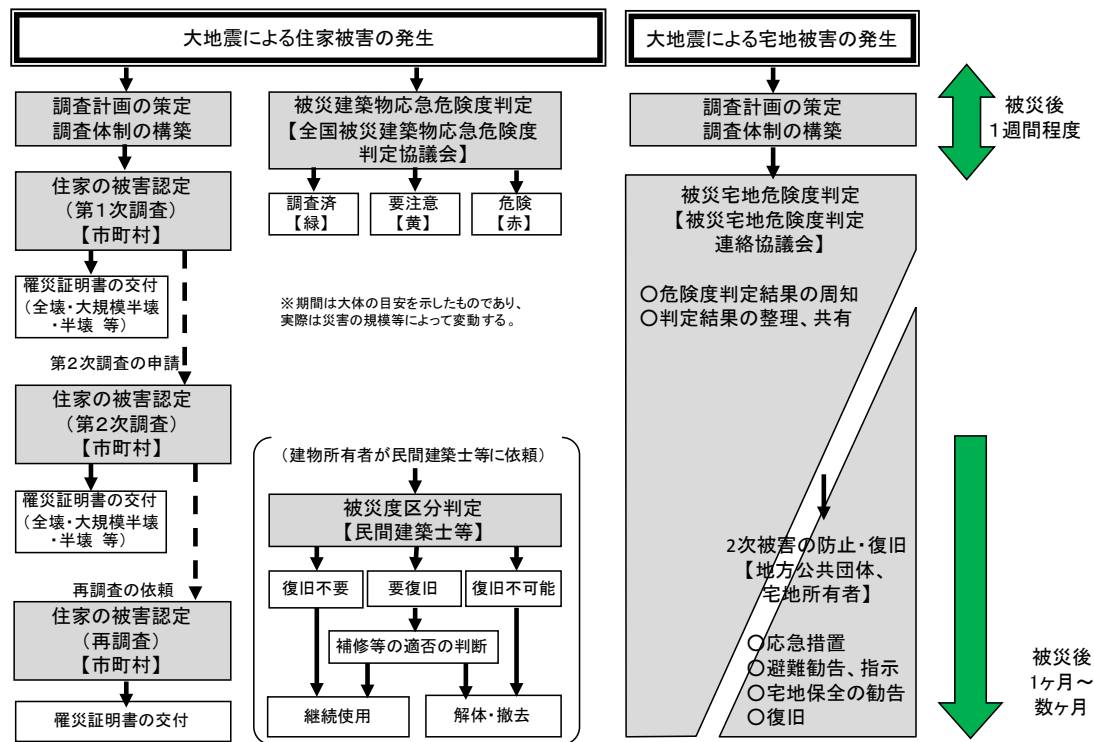 大地震による住家被害の発生
調査計画の策定
調査体制の構築
住家の被害認定
(第1次調査)
【市町村】
罹災証明書の交付
(全壊・大規模半壊
・半壊 等)
第2次調査の申請
住家の被害認定
(第2次調査)
【市町村】
罹災証明書の交付
(全壊・大規模半壊
・半壊 等)
再調査の依頼
住家の被害認定
(再調査)
【市町村】
罹災証明書の交付
被災建築物応急危険度判定
【全国被災建築物応急危険度
判定協議会】
調査済
【緑】
要注意
【黄】
危険
【赤】
※期間は大体の目安を示したものであり、
実際は災害の規模等によって変動する。
(建物所有者が民間建築士等に依頼)
被災度区分判定
【民間建築士等】
復旧不要
要復旧
復旧不可能
補修等の適否の判断
継続使用
解体・撤去
大地震による宅地被害の発生
調査計画の策定
調査体制の構築
被災宅地危険度判定
【被災宅地危険度判定
連絡協議会】
○危険度判定結果の周知
○判定結果の整理、共有
2次被害の防止・復旧
【地方公共団体、
宅地所有者】
○応急措置
○避難勧告、指示
○宅地保全の勧告
○復旧
被災後
1週間程度
被災後
1ヶ月~
数ヶ月